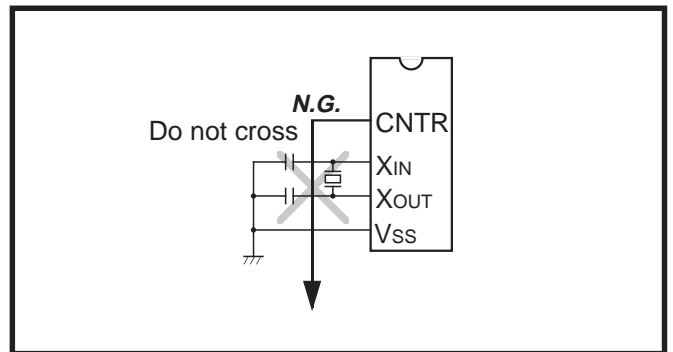 N.G.
Do not cross
CNTR
XIN
XOUT
VSS